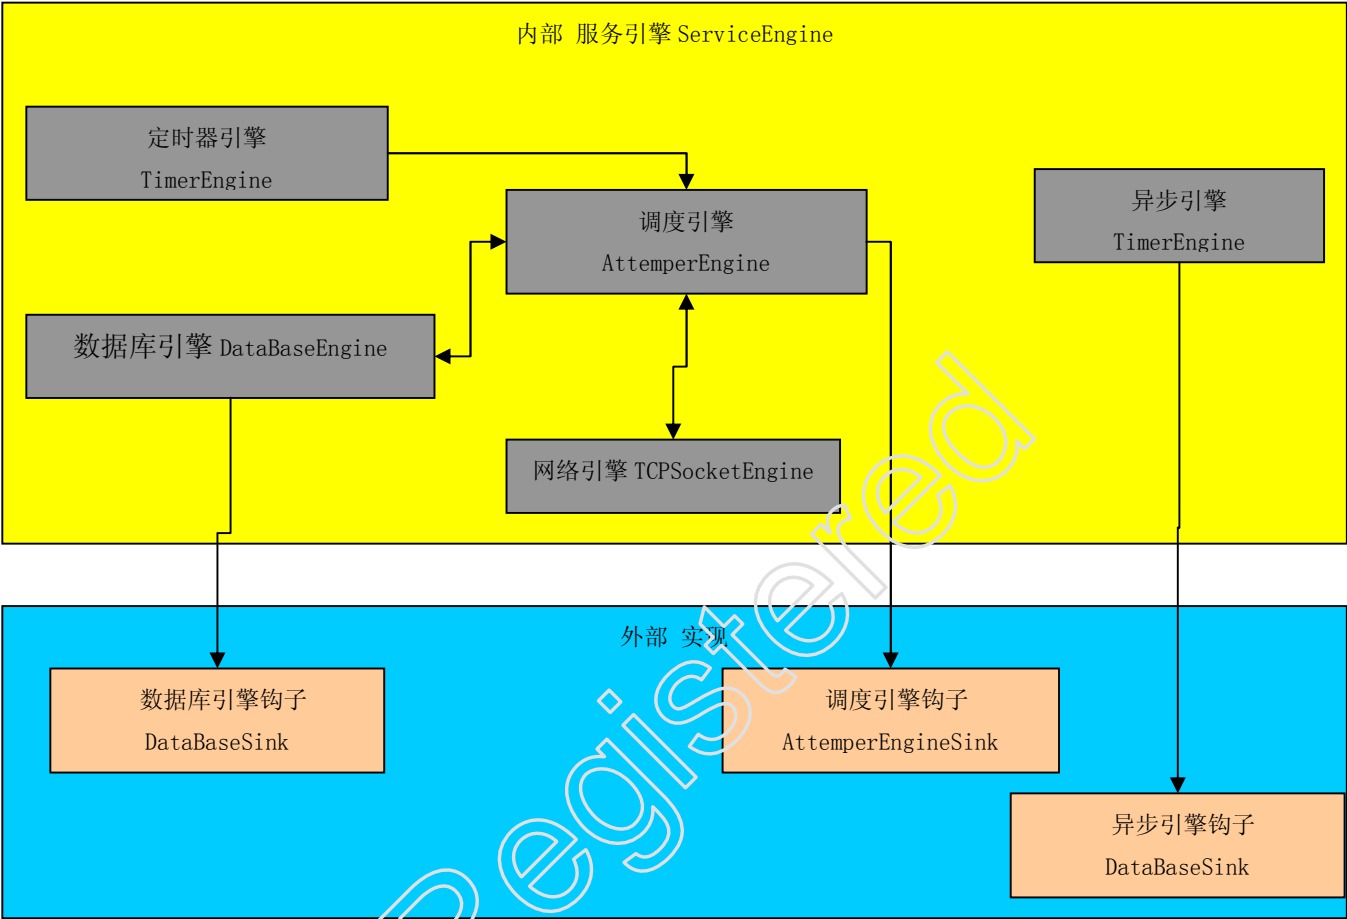 内部 服务引擎 ServiceEngine
定时器引擎
TimerEngine
调度引擎
AttemperEngine
异步引擎
TimerEngine
数据库引擎 DataBaseEngine
网络引擎 TCPSocketEngine
外部 实现
数据库引擎钩子
DataBaseSink
调度引擎钩子
AttemperEngineSink
异步引擎钩子
DataBaseSink
Registered